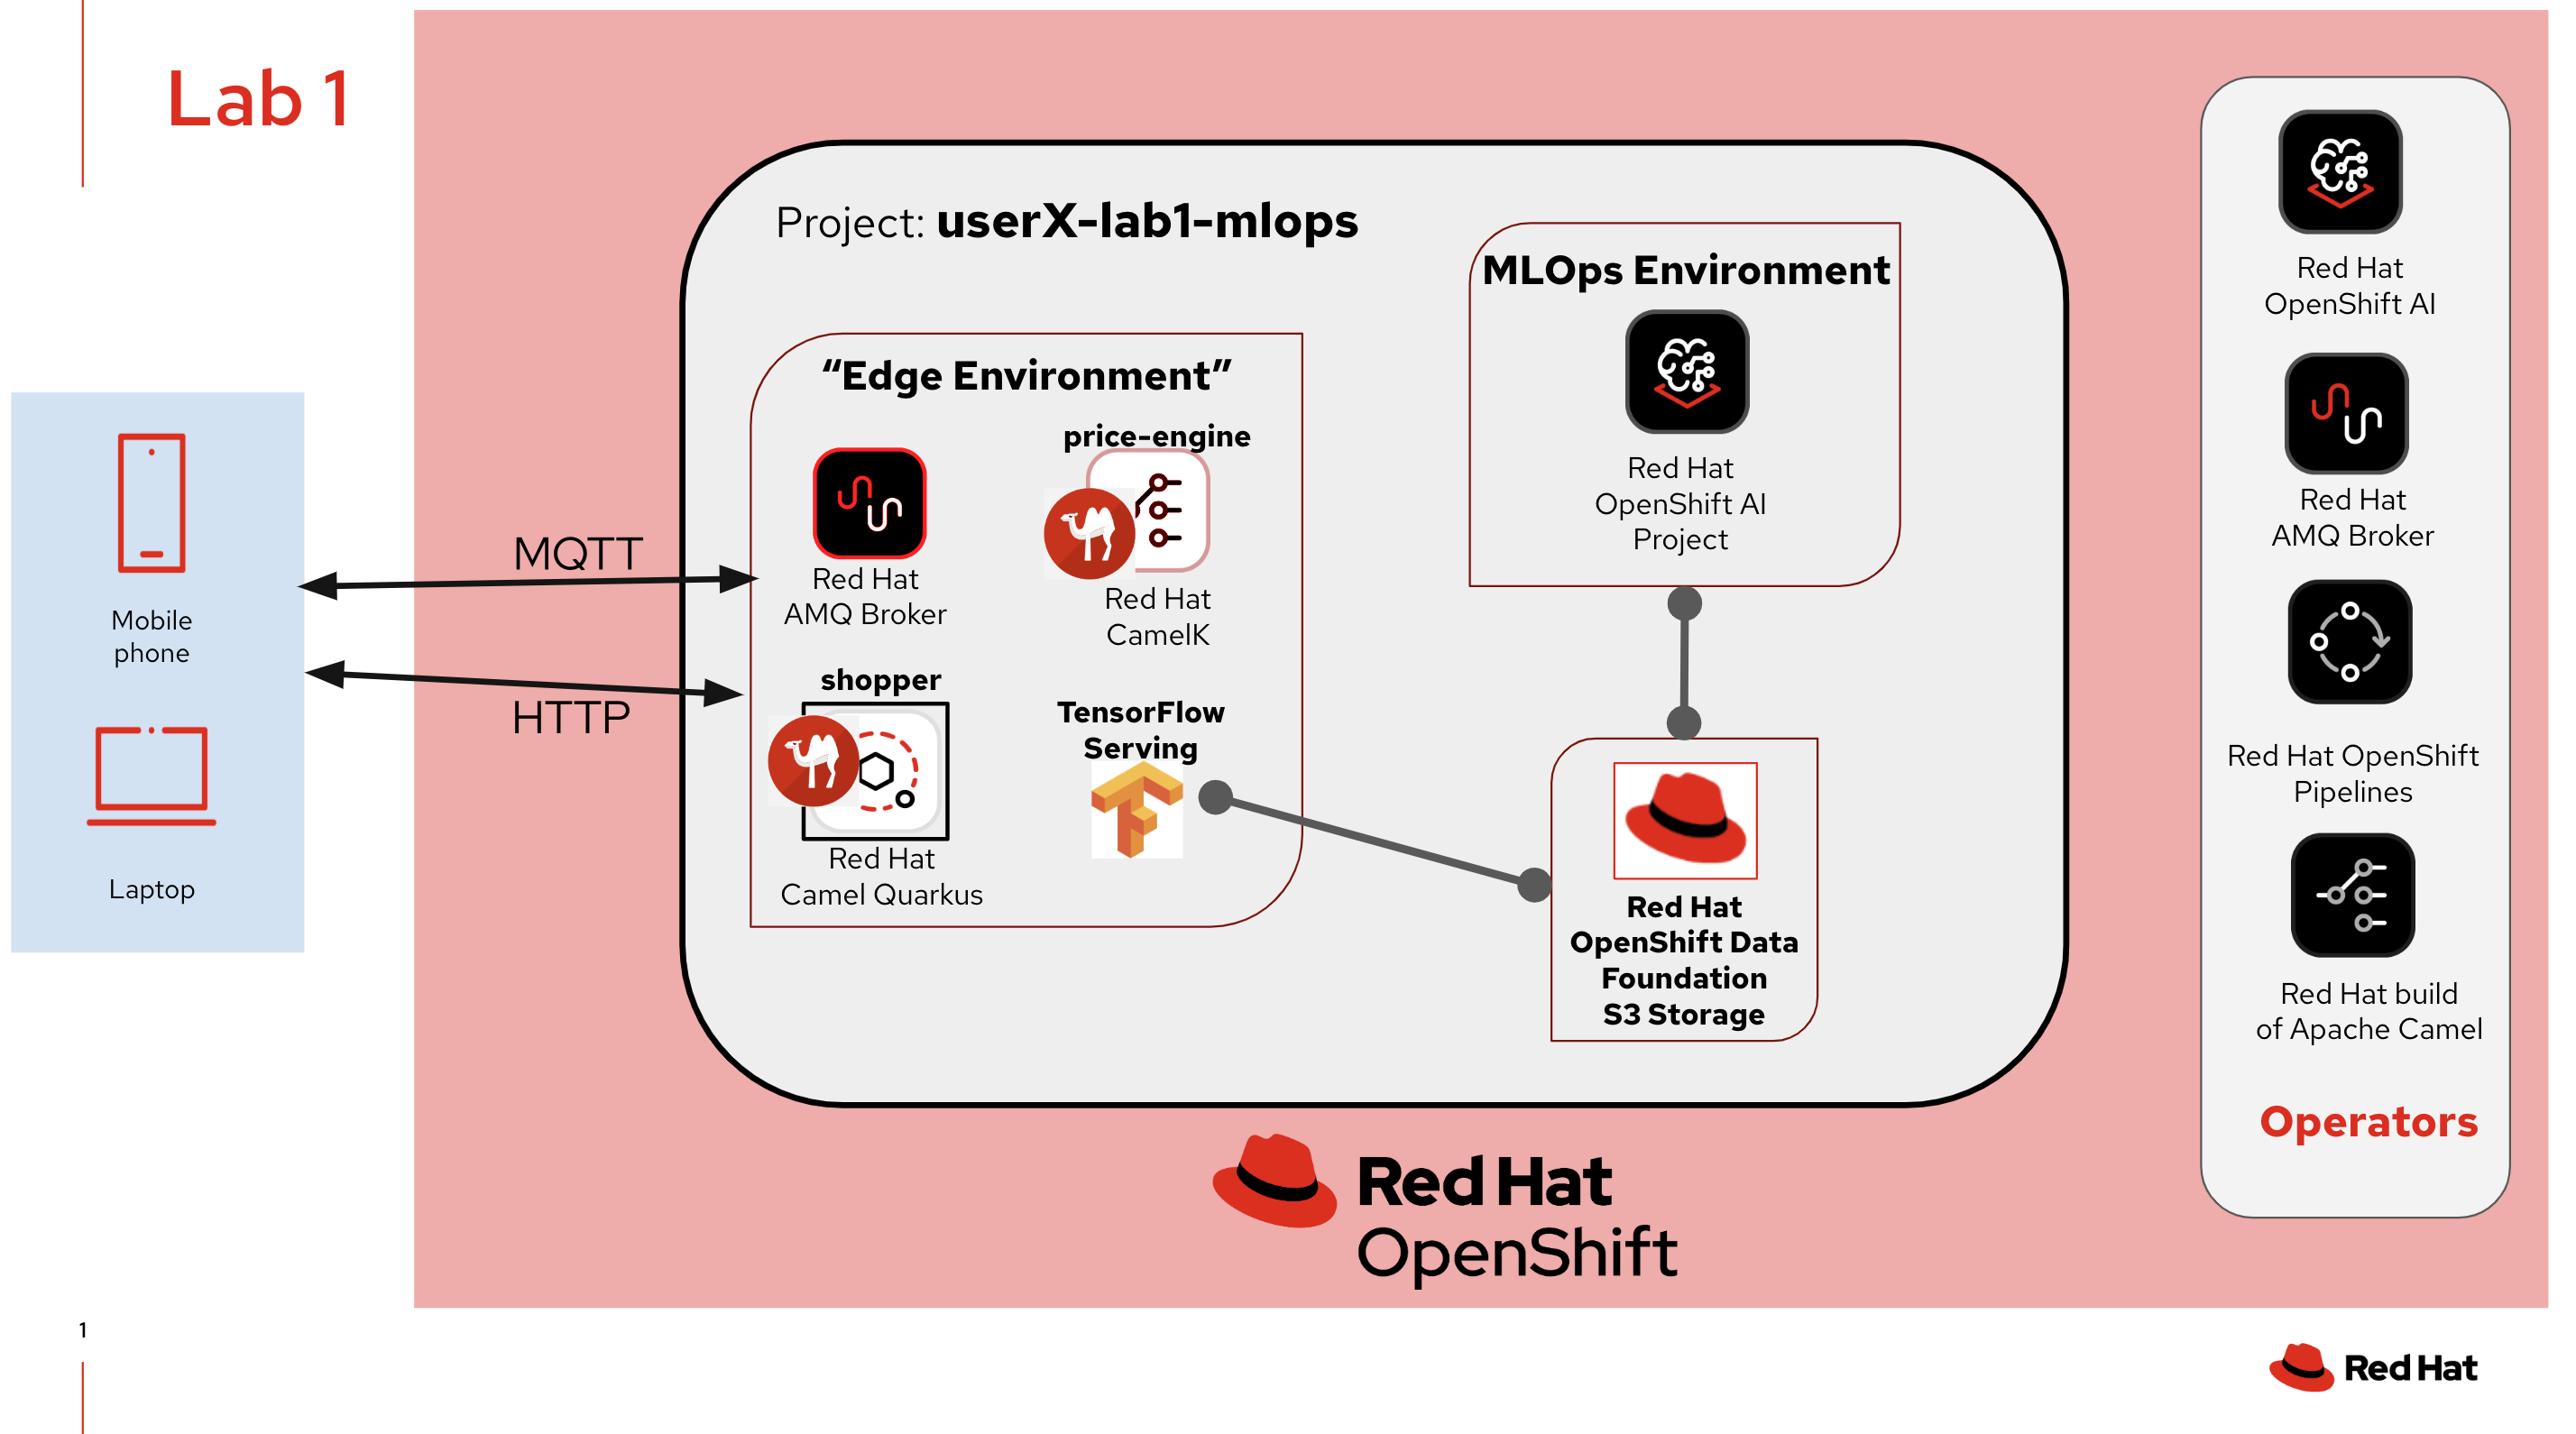 Lab 1
Project: userX-lab1-mlops
MLOps Environment
Red Hat
OpenShift AI
Project
“Edge Environment”
price-engine
Red Hat
AMQ Broker
Red Hat
CamelK
shopper
Red Hat
Camel Quarkus
TensorFlow
Serving
Red Hat
OpenShift Data
Foundation
S3 Storage
MQTT
HTTP
Mobile
phone
Laptop
Red Hat
OpenShift AI
Red Hat
AMQ Broker
Red Hat OpenShift
Pipelines
Red Hat build
of Apache Camel
Operators
Red Hat
OpenShift
1
Red Hat